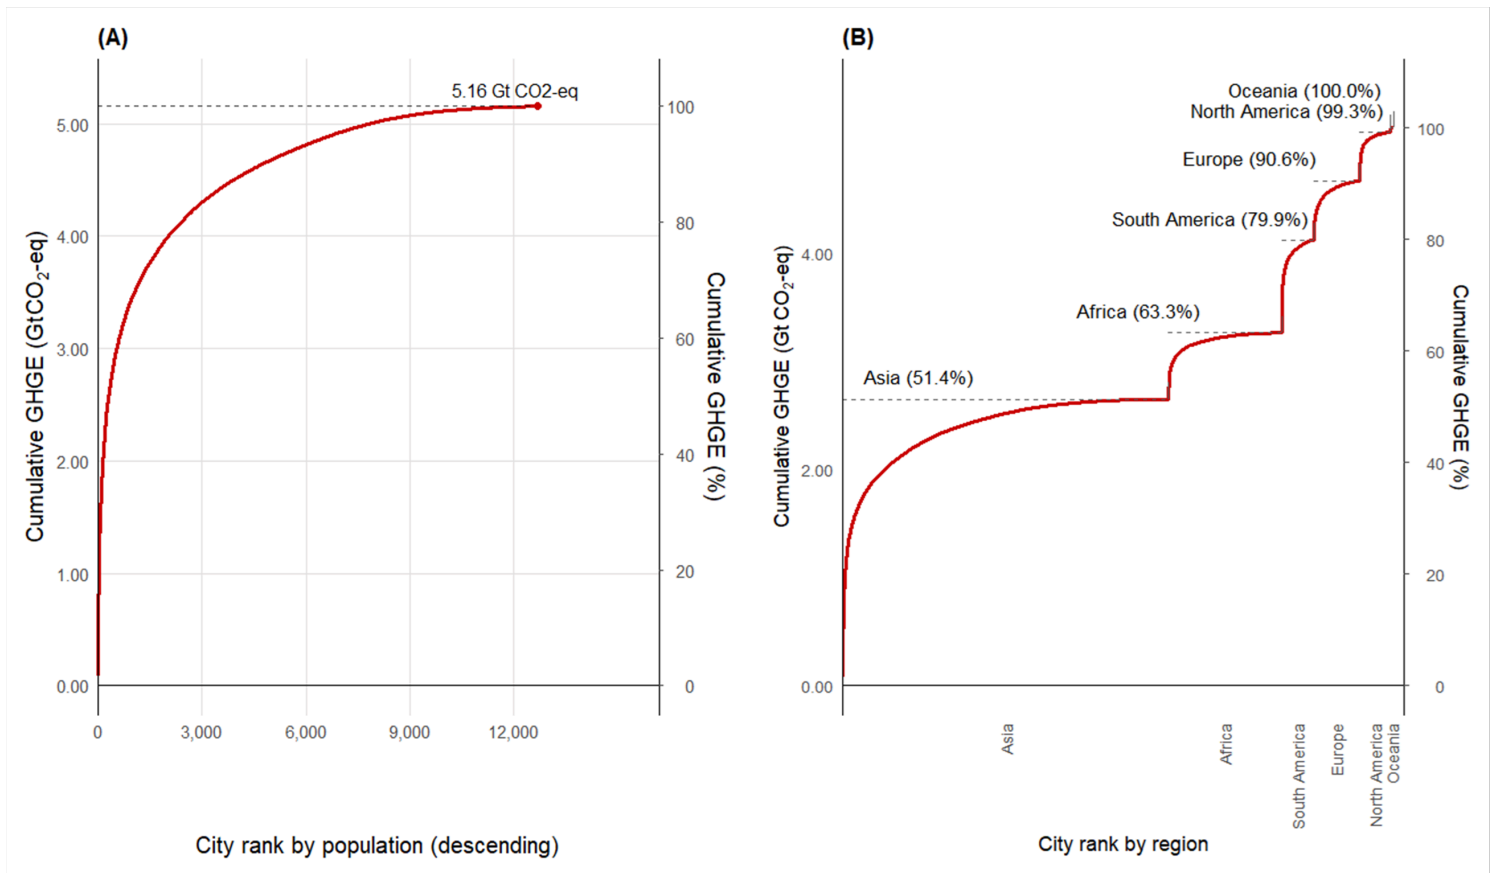 (A)
5.16 Gt CO2-eq
5.00
4.00
3.00
2.00
1.00
0.00
100
80
60
40
20
0
0
3,000
6,000
9,000
12,000
Cumulative GHGE (GtCO₂-eq)
Cumulative GHGE (%)
City rank by population (descending)
(B)
Oceania (100.0%)
North America (99.3%)
Europe (90.6%)
South America (79.9%)
Africa (63.3%)
Asia (51.4%)
4.00
2.00
0.00
100
80
60
40
20
0
Asia
Africa
South America
Europe
North America
Oceania
Cumulative GHGE (Gt CO₂-eq)
Cumulative GHGE (%)
City rank by region